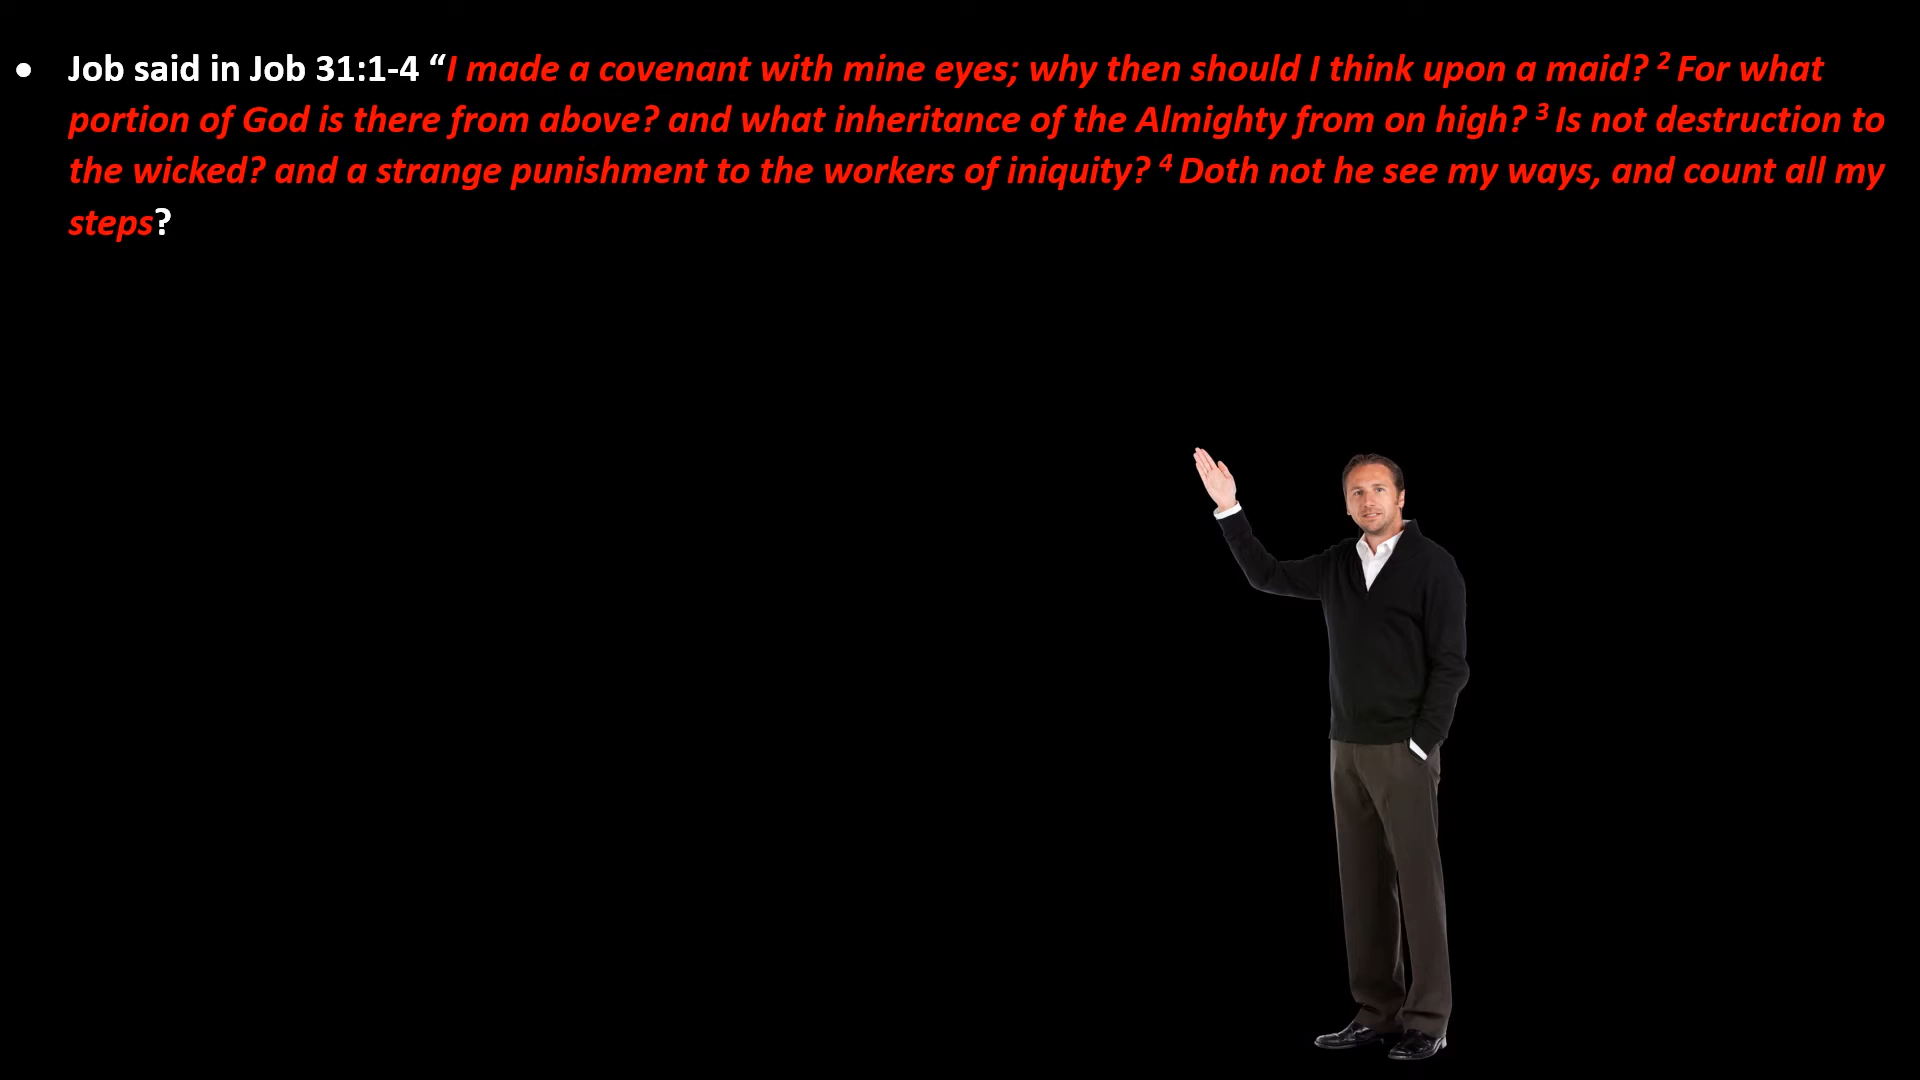 • Job said in Job 31:1-4 “I made a covenant with mine eyes; why then should I think upon a maid? ² For what
portion of God is there from above? and what inheritance of the Almighty from on high? ³ Is not destruction to
the wicked? and a strange punishment to the workers of iniquity? ⁴ Doth not he see my ways, and count all my
steps?